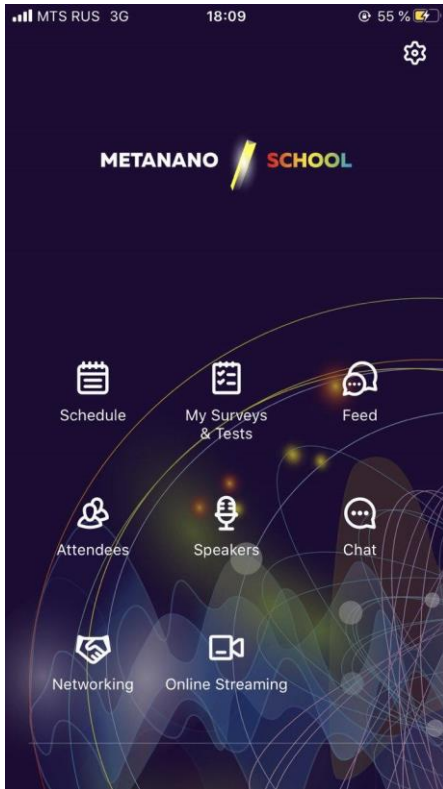 MTS RUS 3G 18:09 55 %
METANANO SCHOOL
Schedule My Surveys Feed
& Tests
Attendees Speakers Chat
Networking Online Streaming